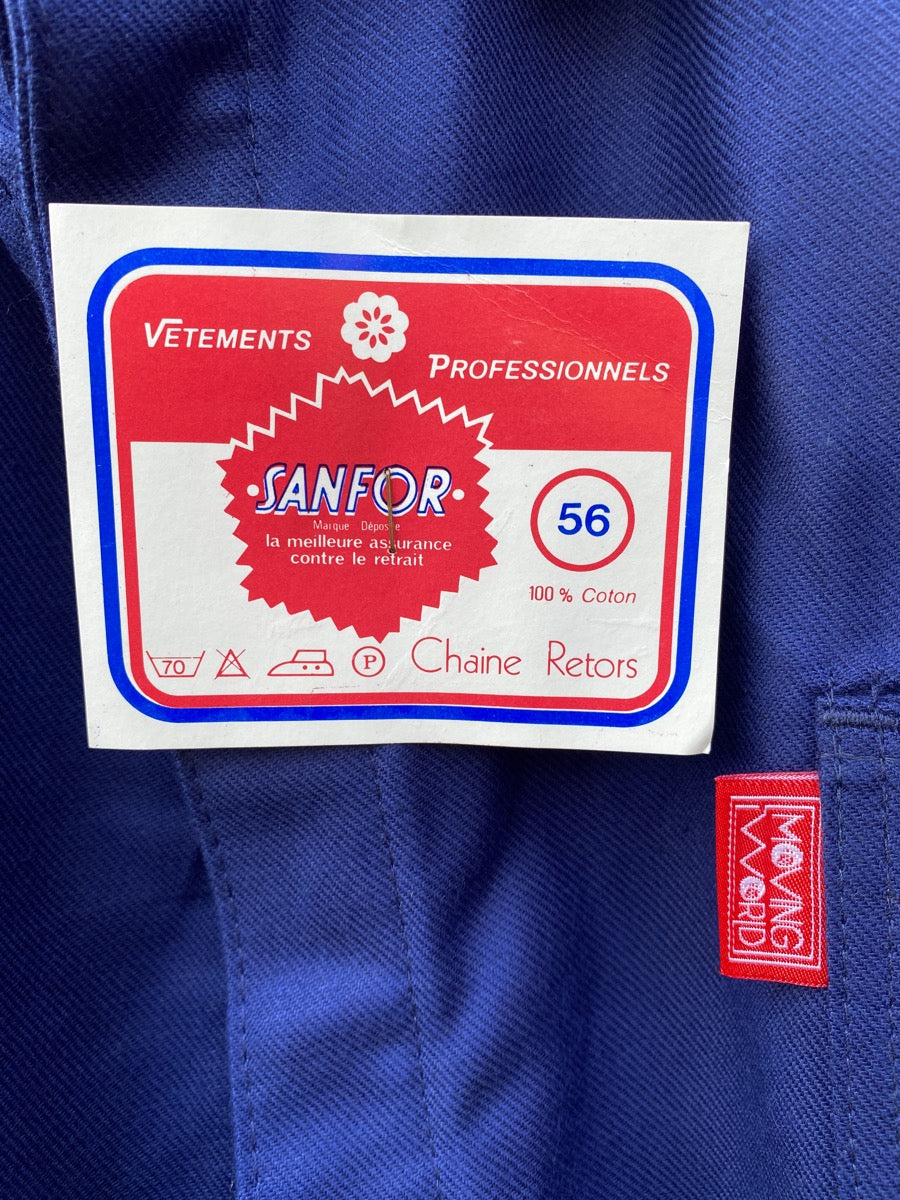 VETEMENTS
PROFESSIONNELS
SANFOR
Marque Déposée
la meilleure assurance
contre le retrait
56
100 % Coton
70
P
Chaine Retors
MOVING
WORLD